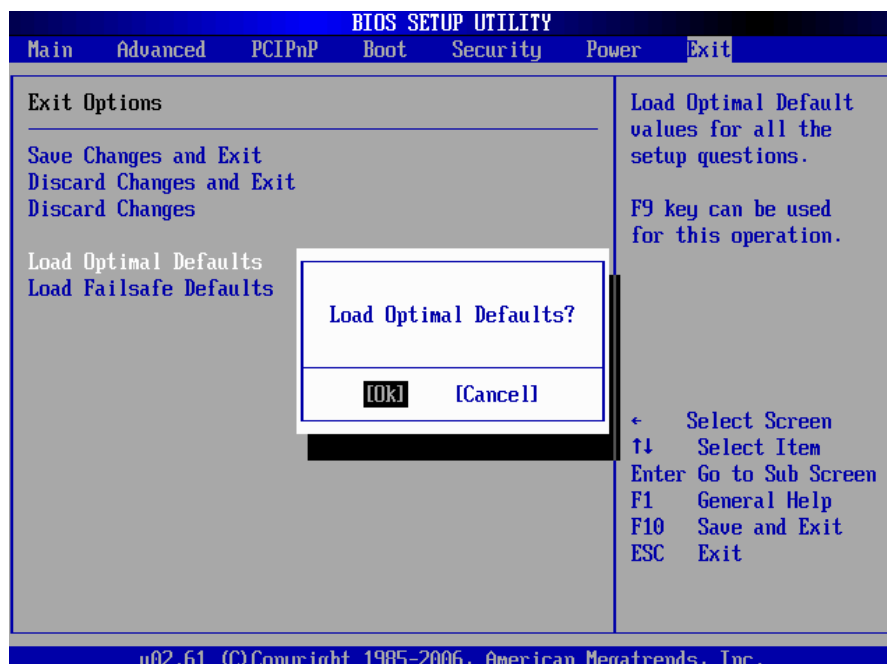 BIOS SETUP UTILITY
Main Advanced PCIPnP Boot Security Power Exit
Exit Options
Save Changes and Exit
Discard Changes and Exit
Discard Changes
Load Optimal Defaults
Load Failsafe Defaults
Load Optimal Defaults?
[Ok] [Cancel]
Load Optimal Default
values for all the
setup questions.
F9 key can be used
for this operation.
← Select Screen
↑↓ Select Item
Enter Go to Sub Screen
F1 General Help
F10 Save and Exit
ESC Exit
v02.61 (C)Copyright 1985-2006, American Megatrends, Inc.